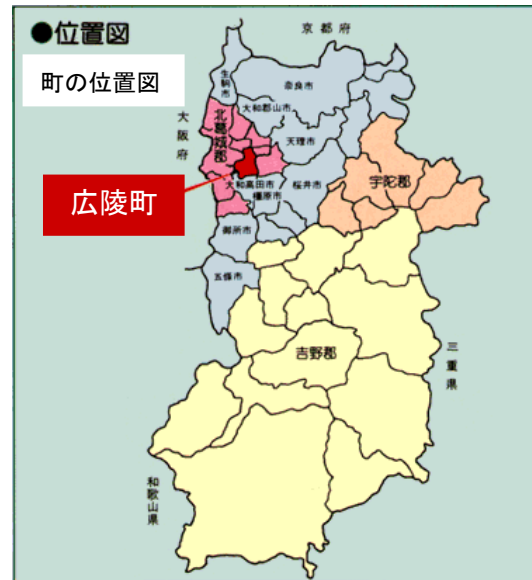 ●位置図
京都府
町の位置図
生駒市
奈良市
大和郡山市
大阪府
北葛城郡
天理市
宇陀郡
広陵町
大和高田市
桜井市
橿原市
御所市
五條市
吉野郡
三重県
和歌山県